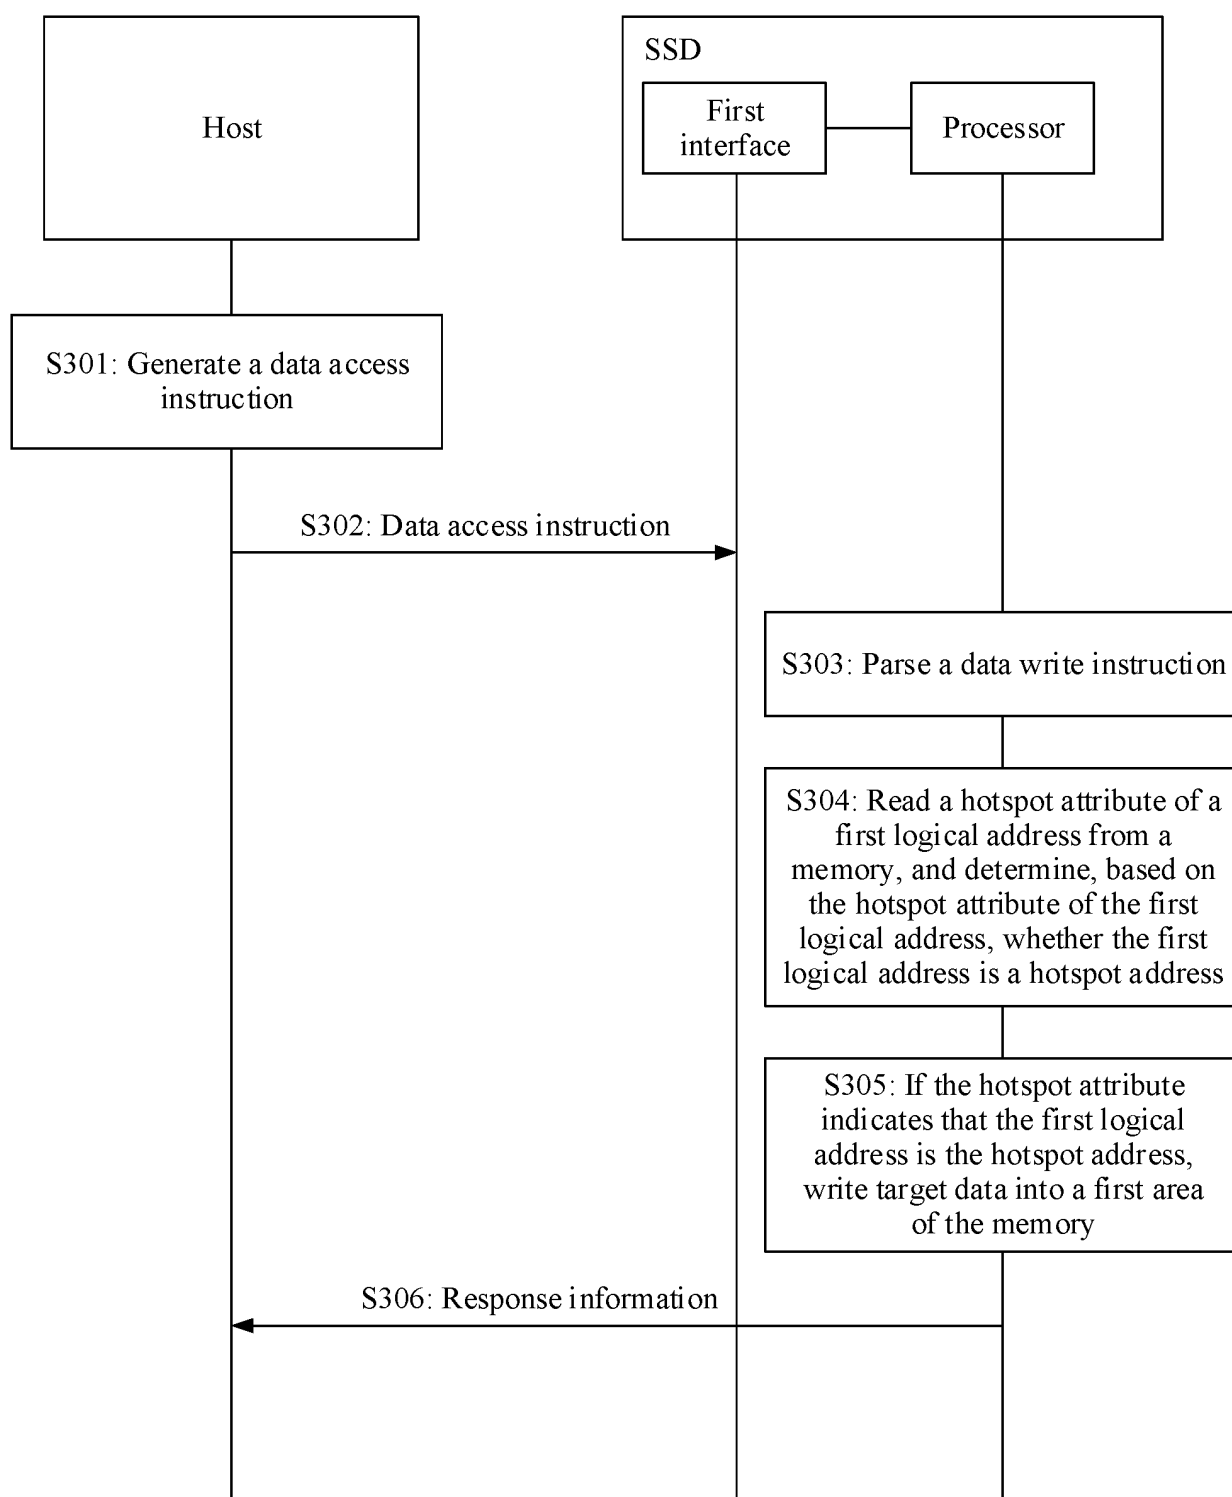 Host
SSD
First
interface
Processor
S301: Generate a data access
instruction
S302: Data access instruction
S303: Parse a data write instruction
S304: Read a hotspot attribute of a
first logical address from a
memory, and determine, based on
the hotspot attribute of the first
logical address, whether the first
logical address is a hotspot address
S305: If the hotspot attribute
indicates that the first logical
address is the hotspot address,
write target data into a first area
of the memory
S306: Response information